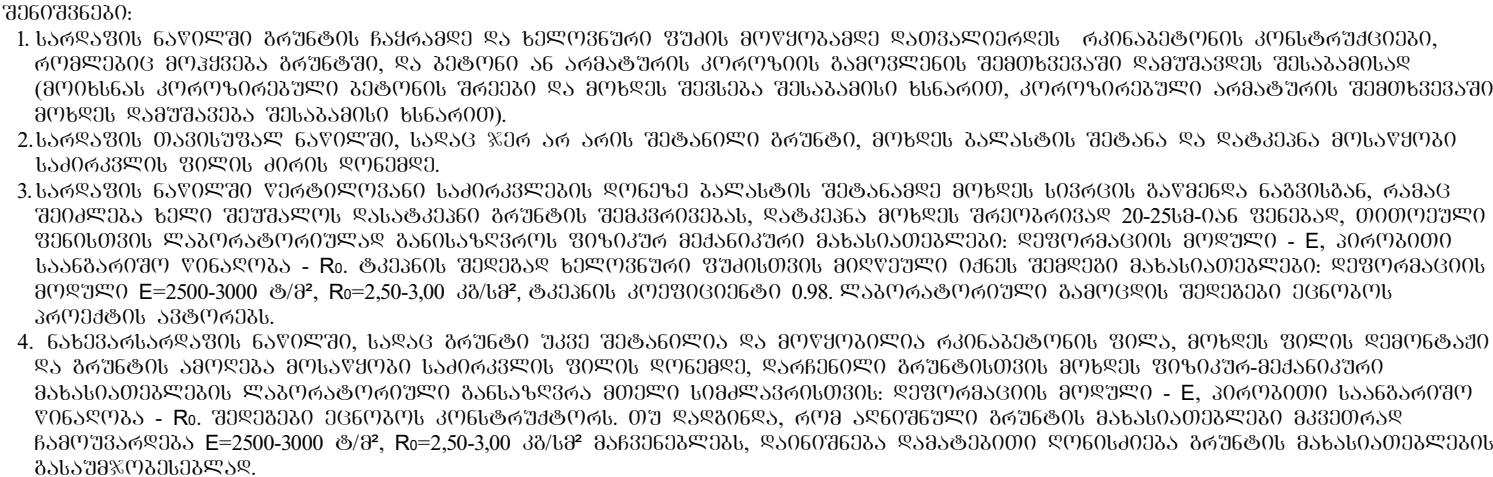 შენიშვნები:
1. სარდაფის ნაწილში გრუნტის ჩაყრამდე და ხელოვნური ფუძის მოწყობამდე დათვალიერდეს რკინაბეტონის კონსტრუქციები,
რომლებიც მოჰყვება გრუნტში, და ბეტონი ან არმატურის კოროზიის გამოვლენის შემთხვევაში დამუშავდეს შესაბამისად
(მოიხსნას კოროზირებული ბეტონის შრეები და მოხდეს შევსება შესაბამისი ხსნარით, კოროზირებული არმატურის შემთხვევაში
მოხდეს დამუშავება შესაბამისი ხსნარით).
2. სარდაფის თავისუფალ ნაწილში, სადაც ჯერ არ არის შეტანილი გრუნტი, მოხდეს ბალასტის შეტანა და დატკეპნა მოსაწყობი
საძირკვლის ფილის ძირის დონემდე.
3. სარდაფის ნაწილში წერტილოვანი საძირკვლების დონეზე ბალასტის შეტანამდე მოხდეს სივრცის გაწმენდა ნაგვისგან, რამაც
შეიძლება ხელი შეუშალოს დასატკეპნი გრუნტის შემკვრივებას, დატკეპნა მოხდეს შრეობრივად 20-25სმ-იან ფენებად, თითოეული
ფენისთვის ლაბორატორიულად განისაზღვროს ფიზიკურ მექანიკური მახასიათებლები: დეფორმაციის მოდული - E, პირობითი
საანგარიშო წინაღობა - R₀. ტკეპნის შედეგად ხელოვნური ფუძისთვის მიღწეული იქნეს შემდეგი მახასიათებლები: დეფორმაციის
მოდული E=2500-3000 ტ/მ², R₀=2,50-3,00 კგ/სმ², ტკეპნის კოეფიციენტი 0.98. ლაბორატორიული გამოცდის შედეგები ეცნობოს
პროექტის ავტორებს.
4. ნახევარსარდაფის ნაწილში, სადაც გრუნტი უკვე შეტანილია და მოწყობილია რკინაბეტონის ფილა, მოხდეს ფილის დემონტაჟი
და გრუნტის ამოღება მოსაწყობი საძირკვლის ფილის დონემდე, დარჩენილი გრუნტისთვის მოხდეს ფიზიკურ-მექანიკური
მახასიათებლების ლაბორატორიული განსაზღვრა მთელი სიმძლავრისთვის: დეფორმაციის მოდული - E, პირობითი საანგარიშო
წინაღობა - R₀. შედეგები ეცნობოს კონსტრუქტორს. თუ დადგინდა, რომ აღნიშნული გრუნტის მახასიათებლები მკვეთრად
ჩამოუვარდება E=2500-3000 ტ/მ², R₀=2,50-3,00 კგ/სმ² მაჩვენებლებს, დაინიშნება დამატებითი ღონისძიება გრუნტის მახასიათებლების
გასაუმჯობესებლად.